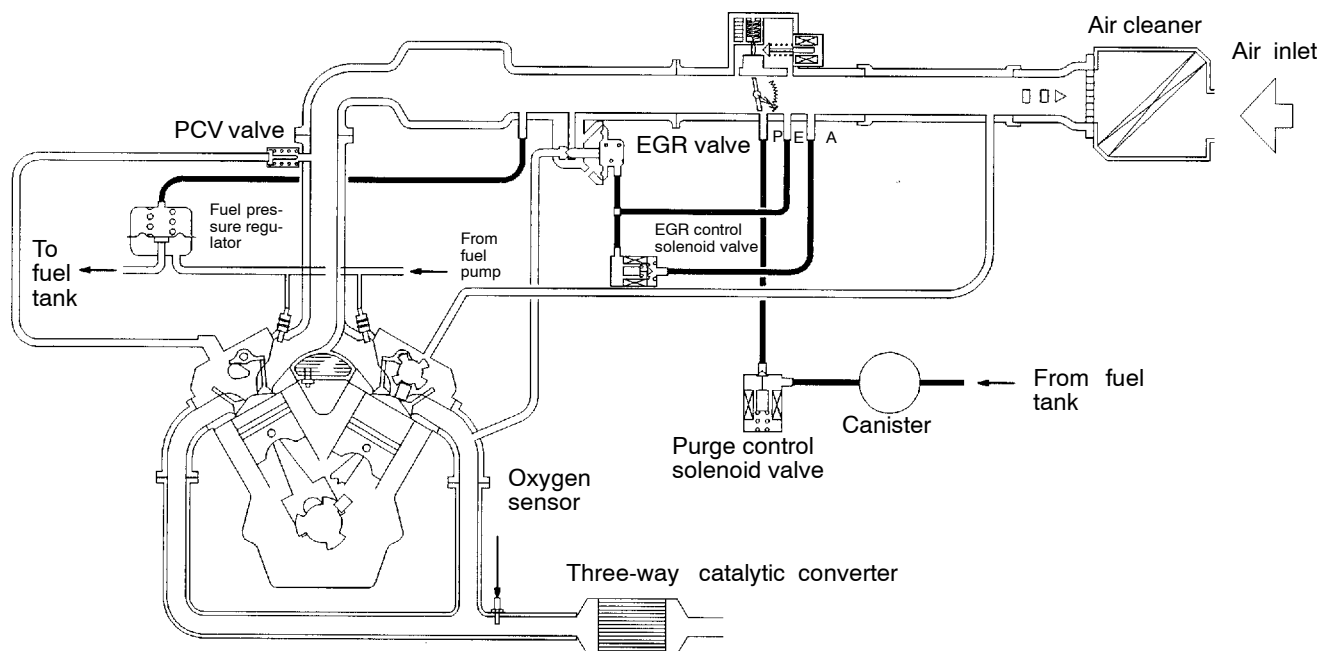 Air cleaner
Air inlet
PCV valve
EGR valve
P E A
Fuel pres-
sure regu-
lator
EGR control
solenoid valve
To
fuel
tank
From
fuel
pump
From fuel
tank
Canister
Purge control
solenoid valve
Oxygen
sensor
Three-way catalytic converter